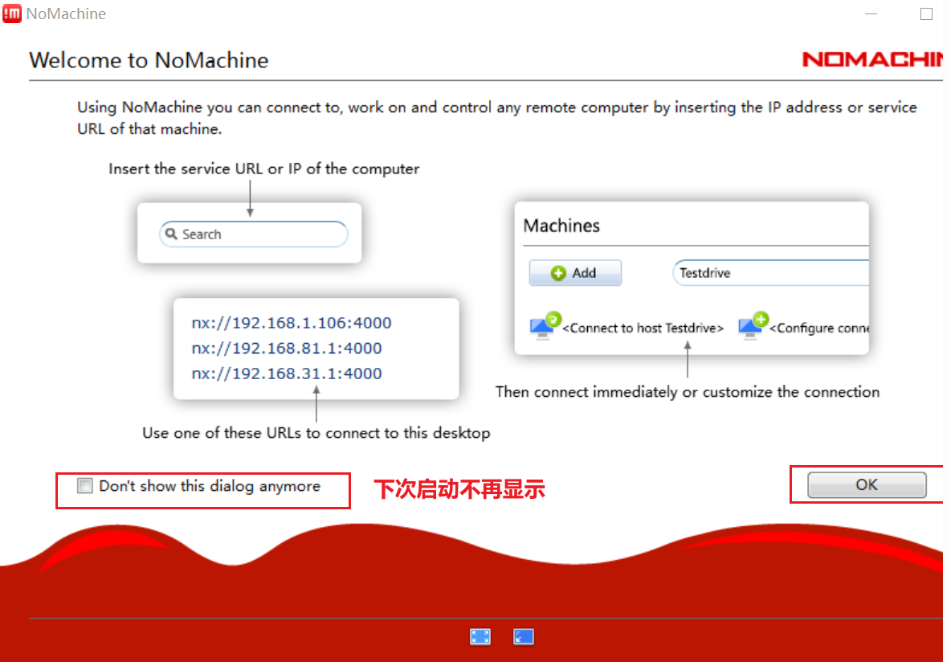 NoMachine
Welcome to NoMachine
NOMACHIN
Using NoMachine you can connect to, work on and control any remote computer by inserting the IP address or service
URL of that machine.
Insert the service URL or IP of the computer
Search
Machines
Add
Testdrive
<Connect to host Testdrive>
<Configure conne
nx://192.168.1.106:4000
nx://192.168.81.1:4000
nx://192.168.31.1:4000
Then connect immediately or customize the connection
Use one of these URLs to connect to this desktop
Don't show this dialog anymore
下次启动不再显示
OK